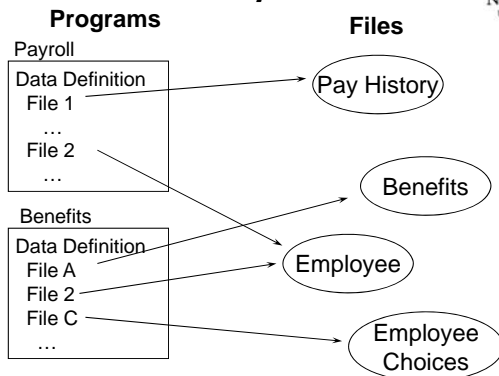 Programs
Files
Payroll
Data Definition
File 1
…
File 2
…
Pay History
Benefits
Benefits
Data Definition
File A
File 2
File C
…
Employee
Employee
Choices